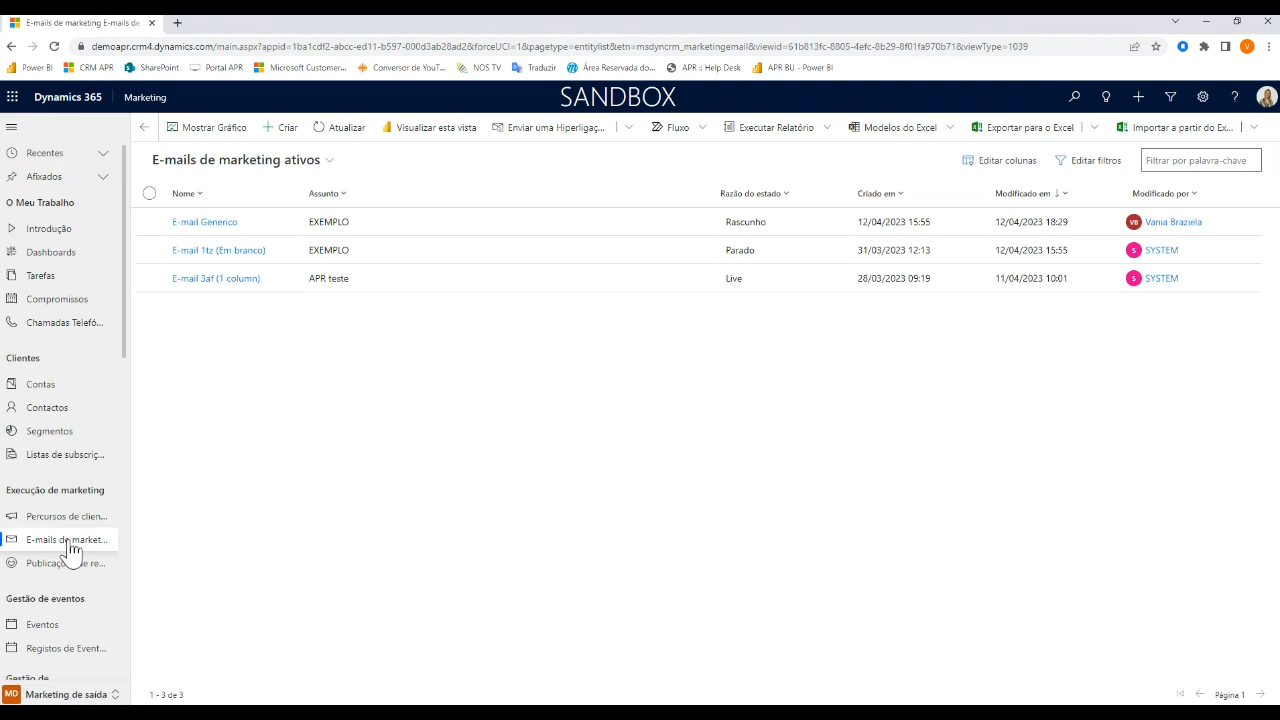 E-mails de marketing E-mails de
demoapr.crm4.dynamics.com/main.aspx?appid=1ba1cdf2-abcc-ed11-b597-000d3ab28ad2&forceUCI=1&pagetype=entitylist&etn=msdyncrm_marketingemail&viewid=61b813fc-8805-4efc-8b29-8f01fa970b71&viewType=1039
V
Power BI CRM APR SharePoint Portal APR Microsoft Customer... Conversor de YouT... NOS TV Traduzir Área Reservada do... APR :: Help Desk APR BU - Power BI
Dynamics 365 Marketing SANDBOX
Mostrar Gráfico Criar Atualizar Visualizar esta vista Enviar uma Hiperligaç... Fluxo Executar Relatório Modelos do Excel Exportar para o Excel Importar a partir do Ex...
Recentes
Afixados
O Meu Trabalho
Introdução
Dashboards
Tarefas
Compromissos
Chamadas Telefó...
Clientes
Contas
Contactos
Segmentos
Listas de subscriç...
Execução de marketing
Percursos de clien...
E-mails de market...
Publicaç re...
Gestão de eventos
Eventos
Registos de Event...
Gestão de
MD Marketing de saída
E-mails de marketing ativos
Editar colunas Editar filtros Filtrar por palavra-chave
Nome Assunto Razão do estado Criado em Modificado em Modificado por
E-mail Generico EXEMPLO Rascunho 12/04/2023 15:55 12/04/2023 18:29 VB Vania Braziela
E-mail 1tz (Em branco) EXEMPLO Parado 31/03/2023 12:13 12/04/2023 15:55 S SYSTEM
E-mail 3af (1 column) APR teste Live 28/03/2023 09:19 11/04/2023 10:01 S SYSTEM
1 - 3 de 3
Página 1